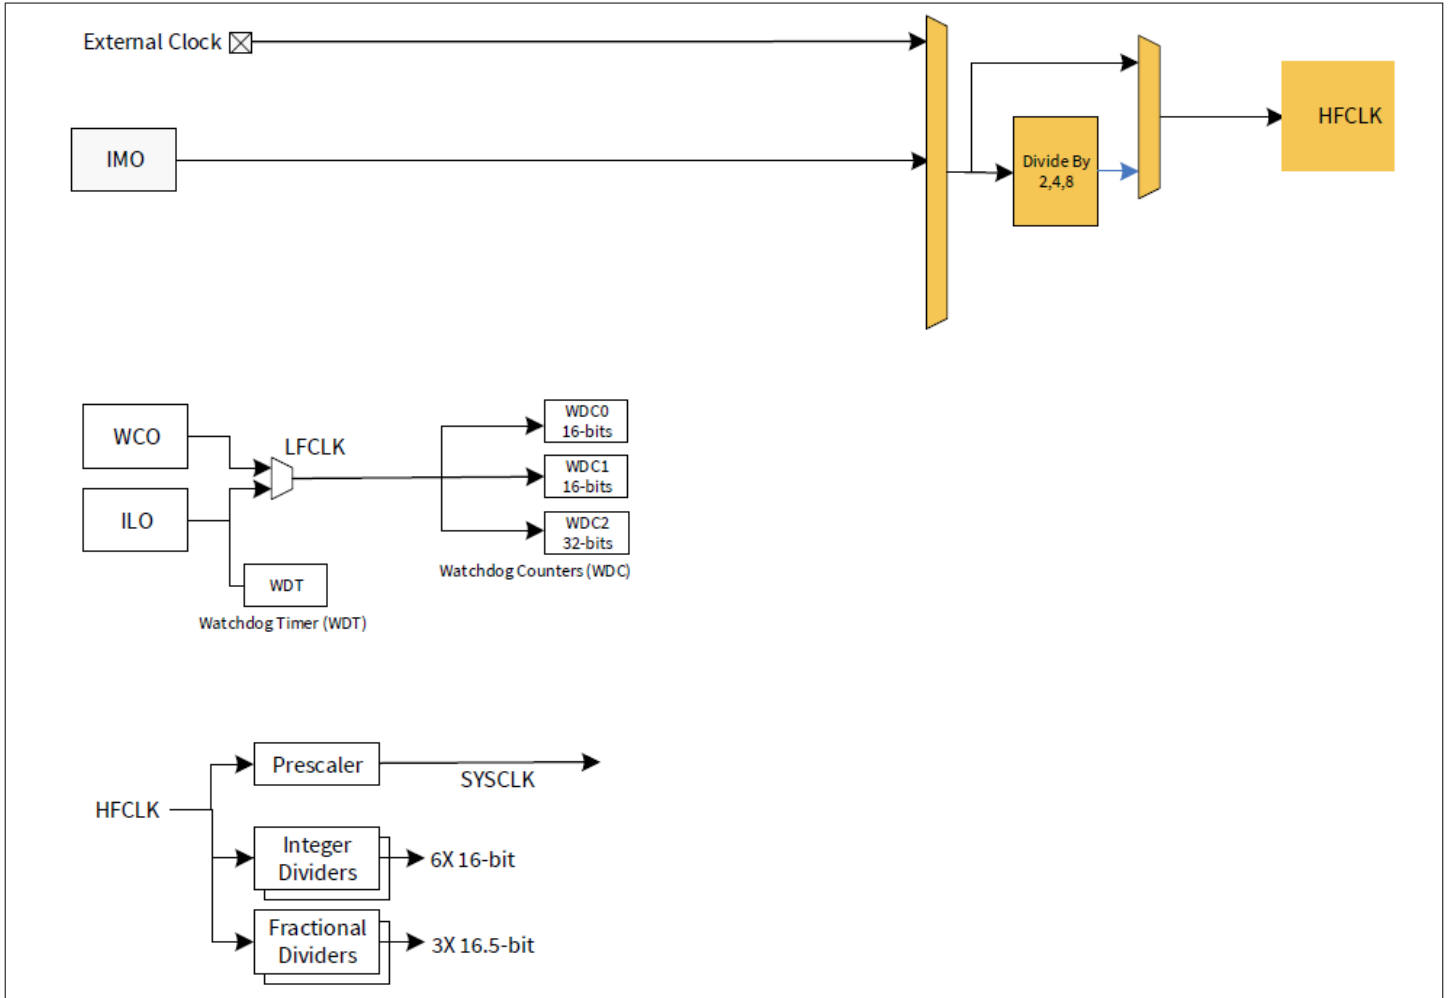 External Clock
IMO
Divide By
2,4,8
HFCLK
WCO
LFCLK
ILO
WDT
Watchdog Timer (WDT)
WDC0
16-bits
WDC1
16-bits
WDC2
32-bits
Watchdog Counters (WDC)
HFCLK
Prescaler
SYSCLK
Integer
Dividers
6X 16-bit
Fractional
Dividers
3X 16.5-bit